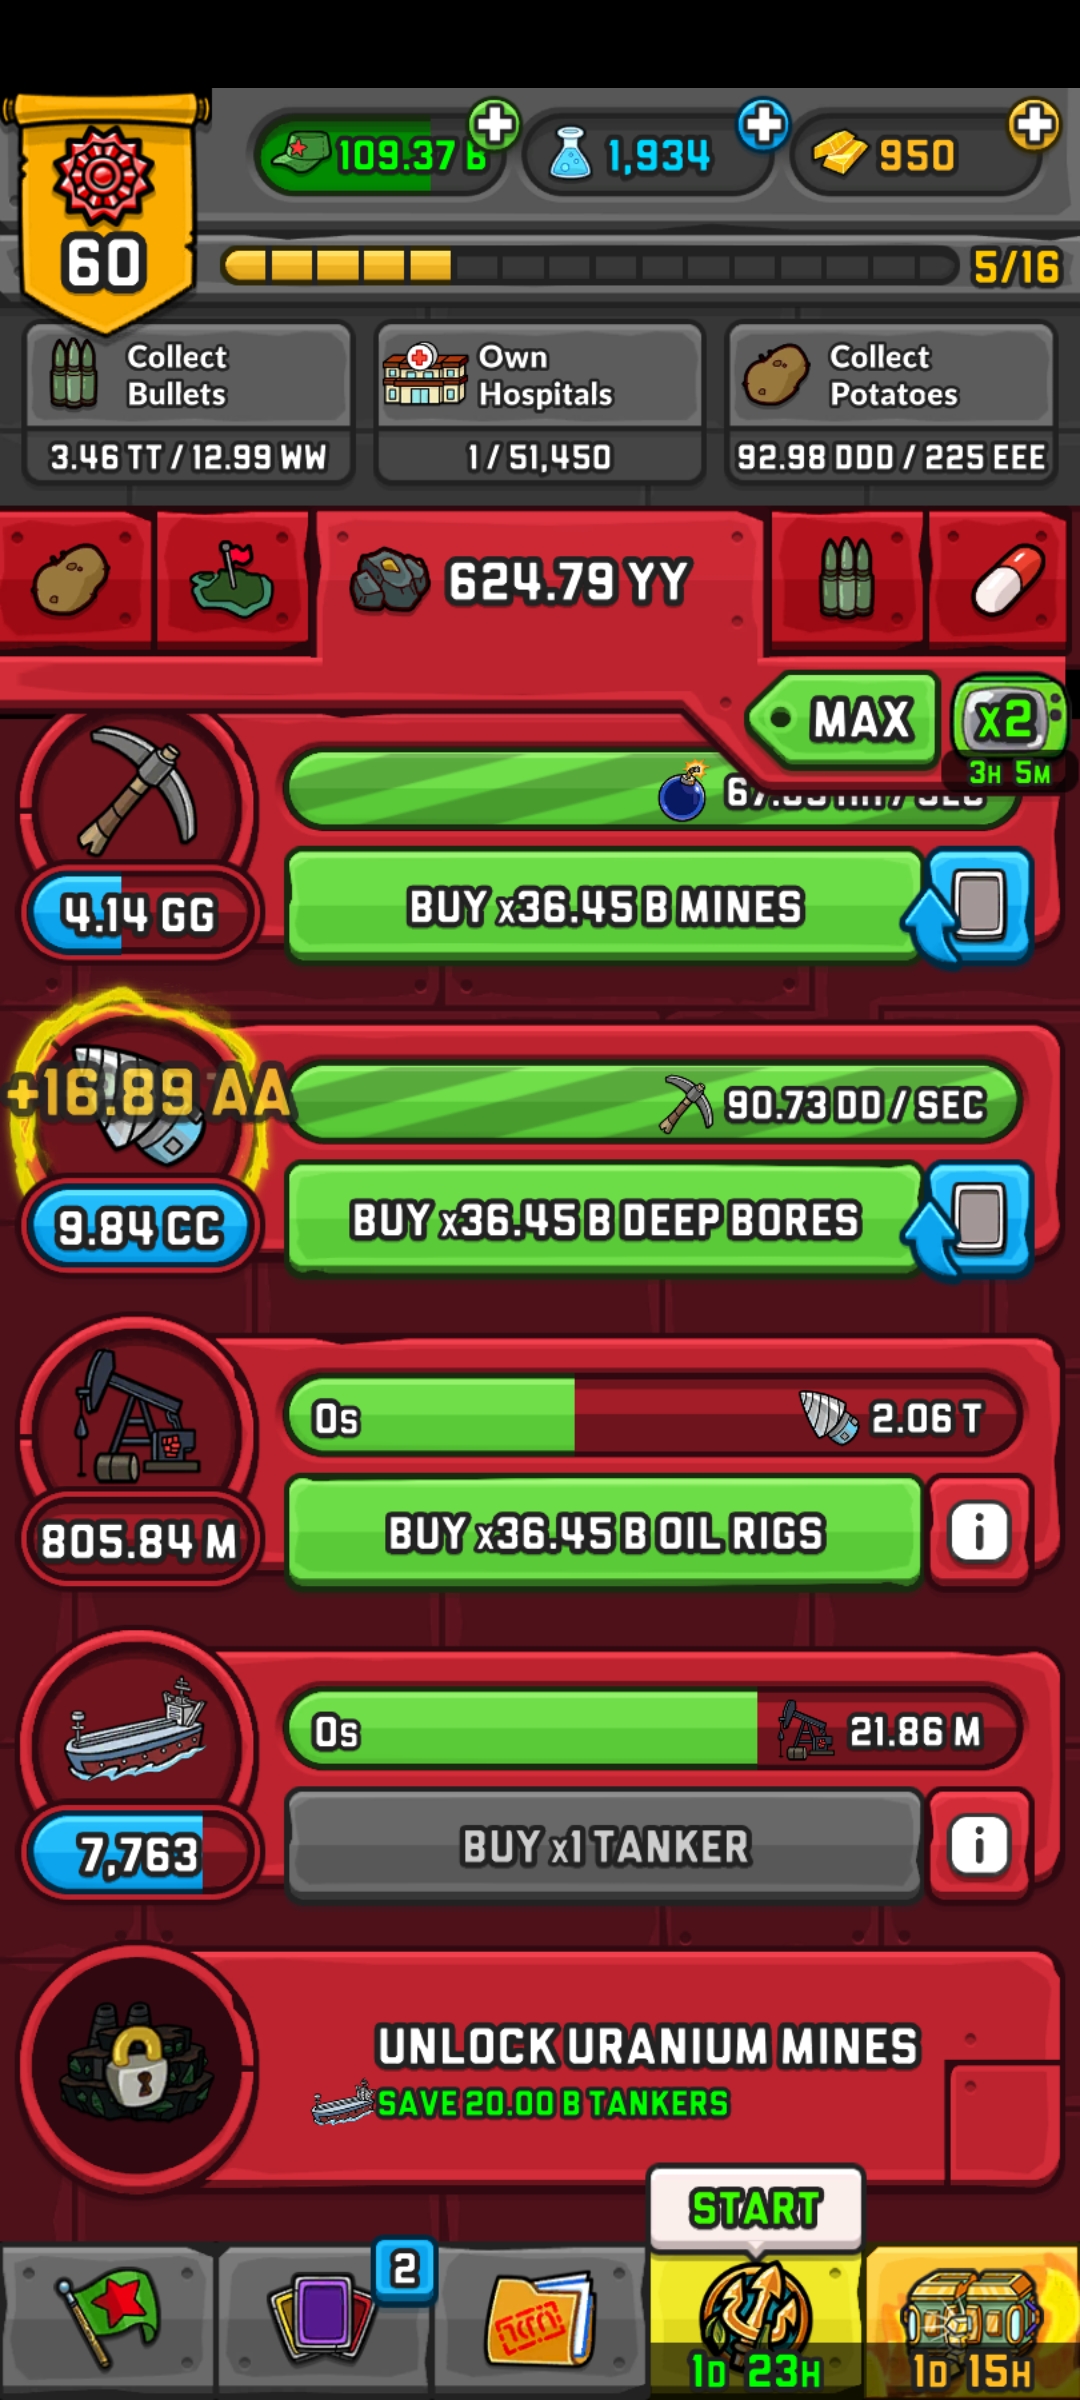 109.37 B
1,934
950
60
5/16
Collect
Bullets
3.46 TT / 12.99 WW
Own
Hospitals
1 / 51,450
Collect
Potatoes
92.98 DDD / 225 EEE
624.79 YY
MAX
x2
3H 5M
4.14 GG
BUY x36.45 B MINES
+16.89 AA
90.73 DD / SEC
9.84 CC
BUY x36.45 B DEEP BORES
0s
2.06 T
805.84 M
BUY x36.45 B OIL RIGS
i
0s
21.86 M
7,763
BUY x1 TANKER
i
UNLOCK URANIUM MINES
SAVE 20.00 B TANKERS
START
2
1D 23H
1D 15H